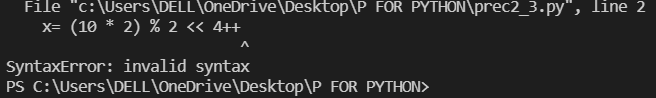 File "c:\Users\DELL\OneDrive\Desktop\P FOR PYTHON\prec2_3.py", line 2
x= (10 * 2) % 2 << 4++
^
SyntaxError: invalid syntax
PS C:\Users\DELL\OneDrive\Desktop\P FOR PYTHON>